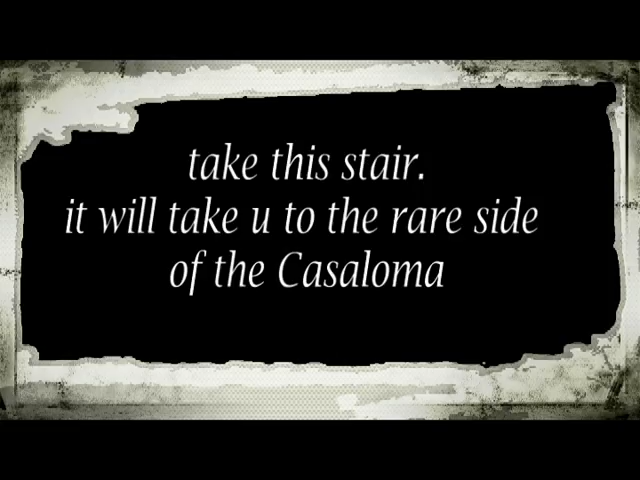 take this stair.
it will take u to the rare side
of the Casaloma